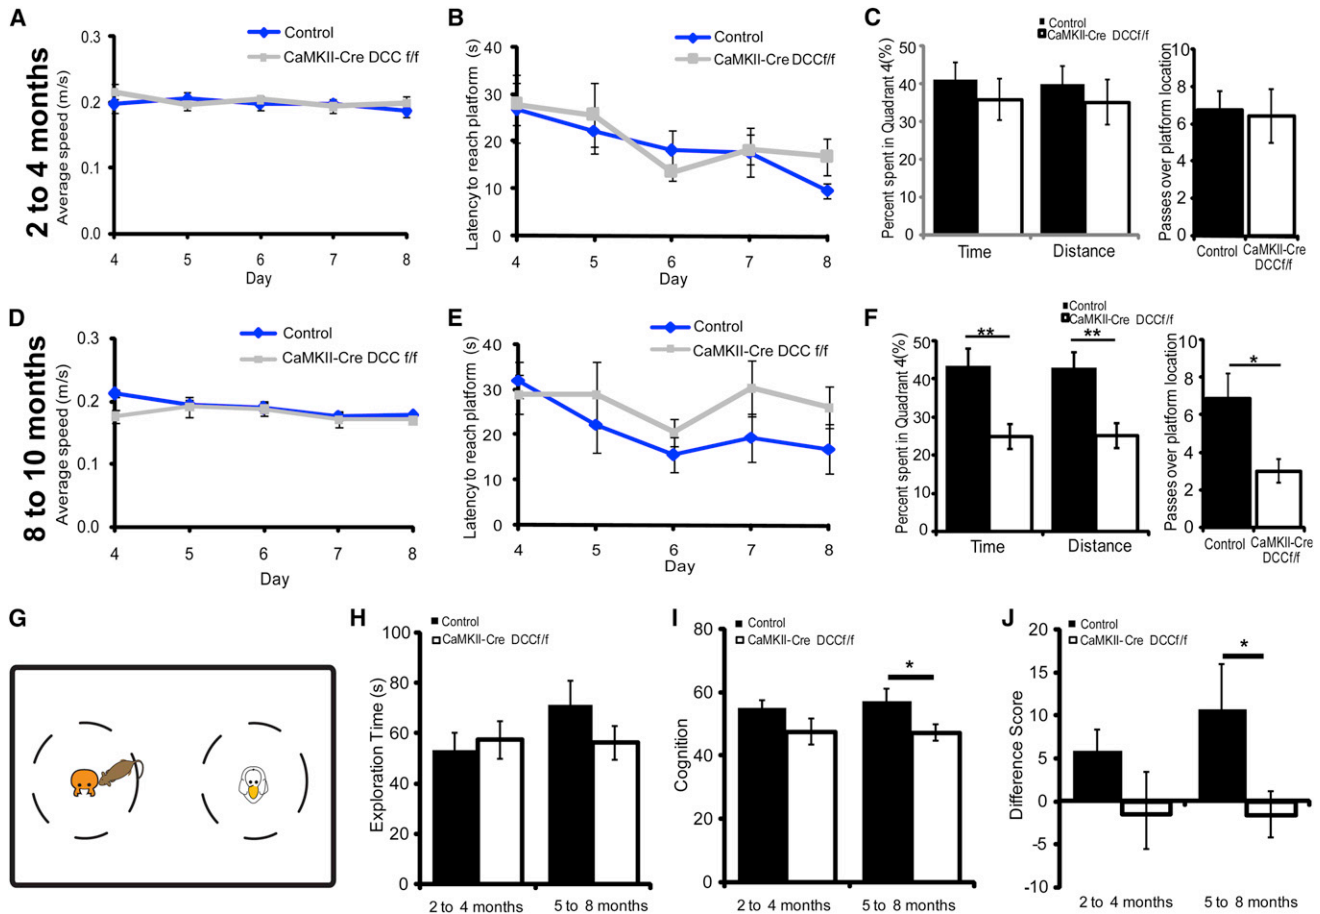 2 to 4 months
A
Control
CaMKII-Cre DCC f/f
Average speed (m/s)
0.3
0.2
0.1
0.0
4 5 6 7 8
Day
B
Control
CaMKII-Cre DCCf/f
Latency to reach platform (s)
40
30
20
10
0
4 5 6 7 8
Day
C
Control
CaMKII-Cre DCCf/f
Percent spent in Quadrant 4(%)
50
40
30
20
10
0
Time Distance
Passes over platform location
10
8
6
4
2
0
Control CaMKII-Cre
DCCf/f
8 to 10 months
D
Control
CaMKII-Cre DCC f/f
Average speed (m/s)
0.3
0.2
0.1
0.0
4 5 6 7 8
Day
E
Control
CaMKII-Cre DCC f/f
Latency to reach platform (s)
40
30
20
10
0
4 5 6 7 8
Day
F
Control
CaMKII-Cre DCCf/f
Percent spent in Quadrant 4(%)
50
40
30
20
10
0
** **
Time Distance
Passes over platform location
10
8
6
4
2
0
*
Control CaMKII-Cre
DCCf/f
G
H
Control
CaMKII-Cre DCCf/f
Exploration Time (s)
100
80
60
40
20
0
2 to 4 months 5 to 8 months
I
Control
CaMKII-Cre DCCf/f
Cognition
80
60
40
20
0
*
2 to 4 months 5 to 8 months
J
Control
CaMKII-Cre DCCf/f
Difference Score
20
15
10
5
0
-5
-10
*
2 to 4 months 5 to 8 months